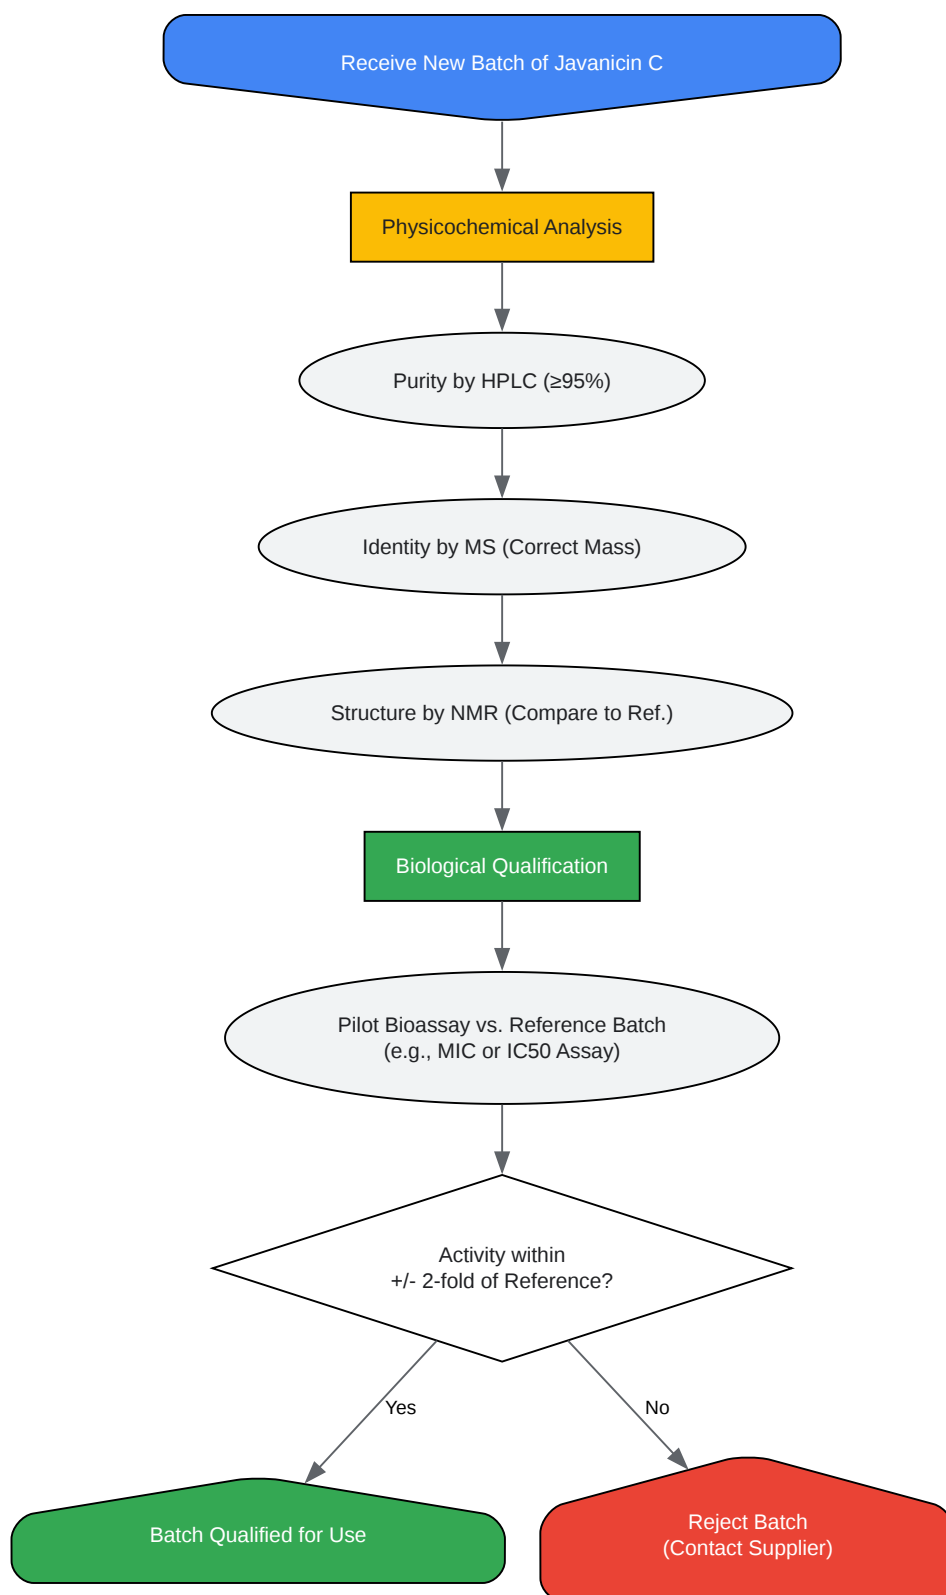 Receive New Batch of Javanicin C
Physicochemical Analysis
Purity by HPLC (≥95%)
Identity by MS (Correct Mass)
Structure by NMR (Compare to Ref.)
Biological Qualification
Pilot Bioassay vs. Reference Batch
(e.g., MIC or IC50 Assay)
Activity within
+/- 2-fold of Reference?
Yes
No
Batch Qualified for Use
Reject Batch
(Contact Supplier)